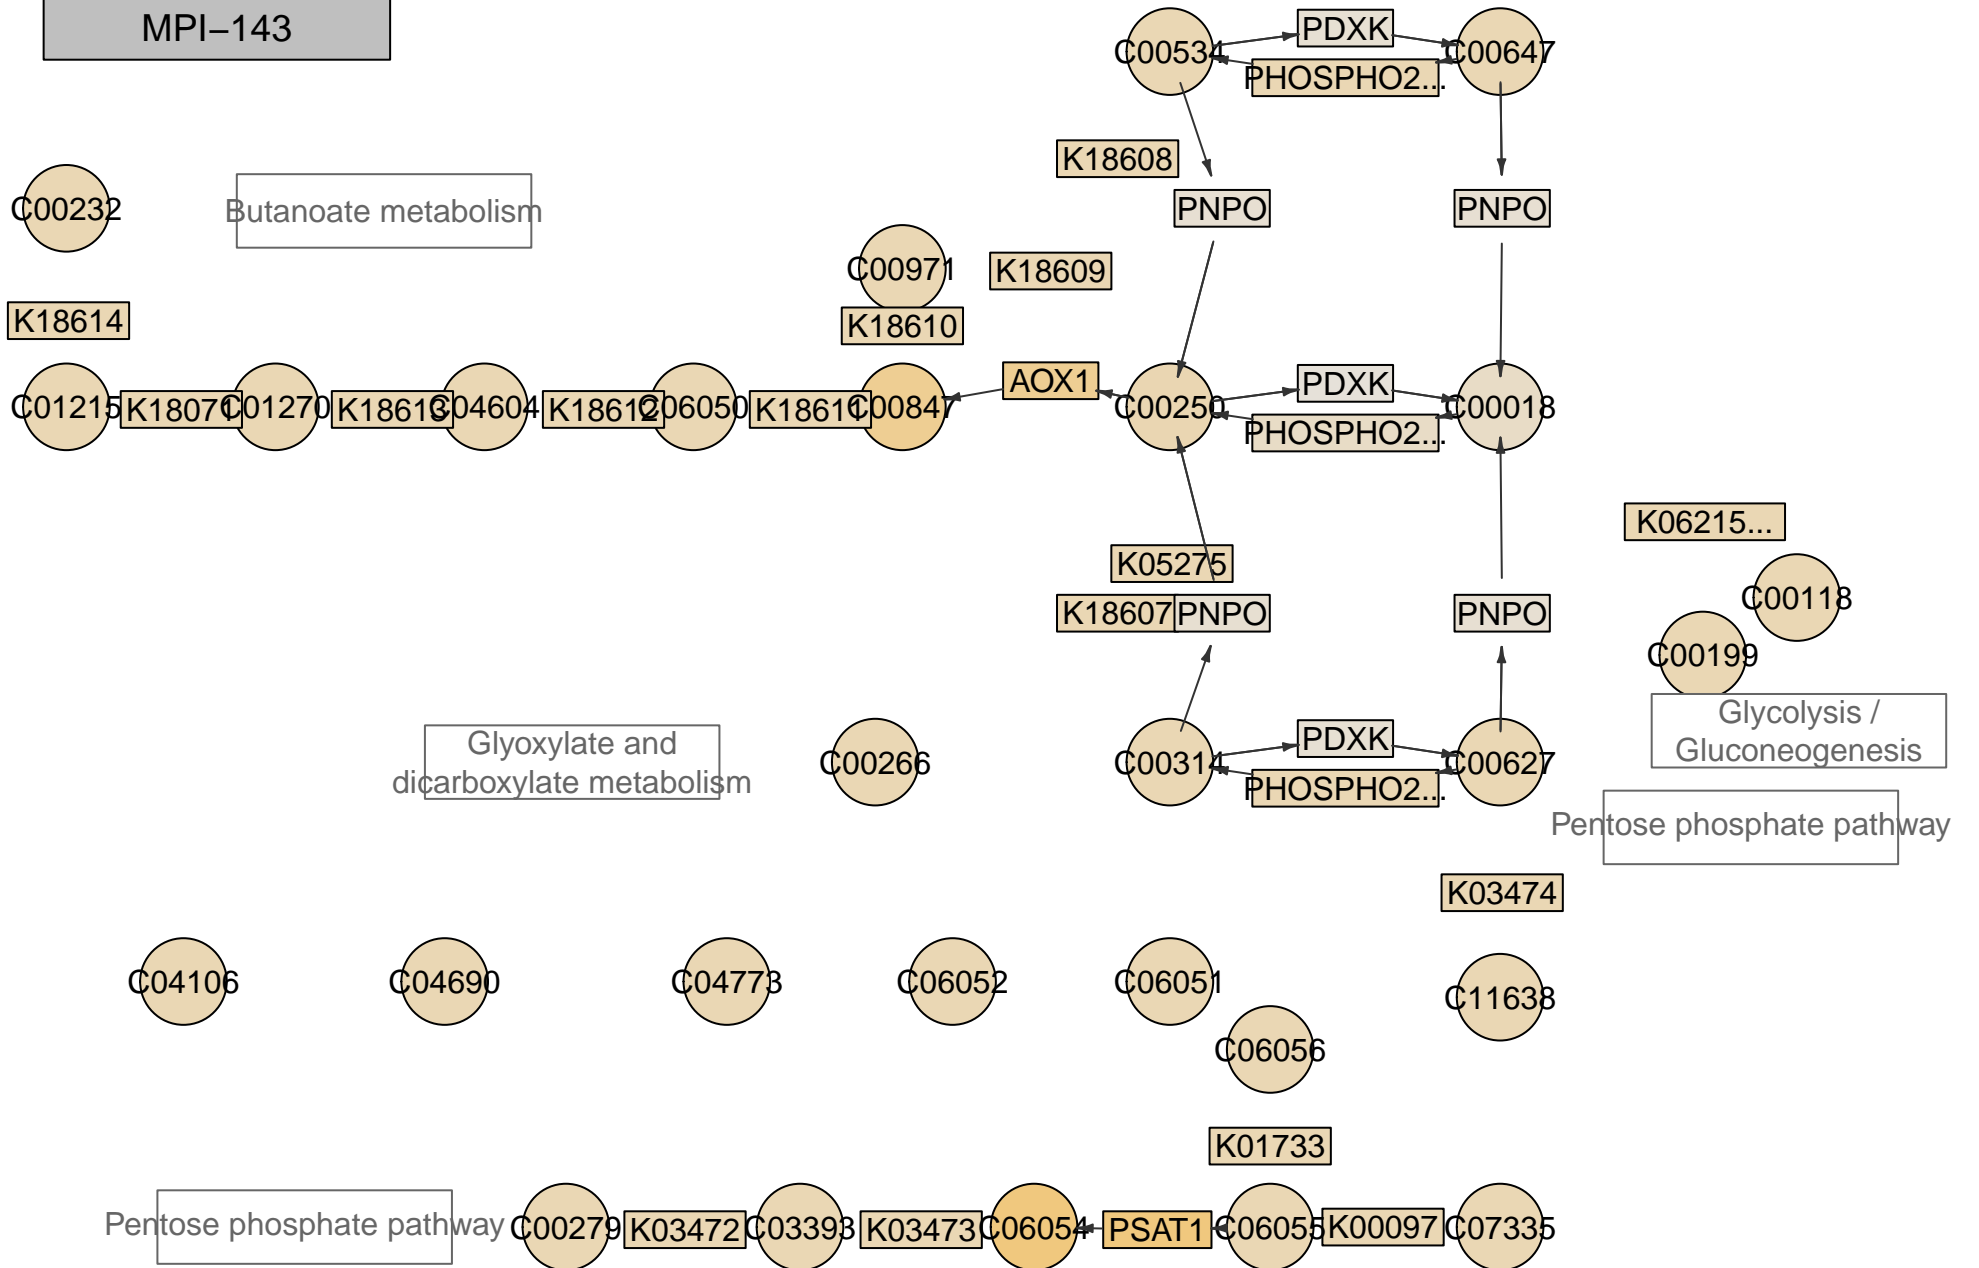 MPI−143
C00534
PDXK
C00647
PHOSPHO2...
K18608
C00232
Butanoate metabolism
PNPO
PNPO
C00971
K18609
K18614
K18610
AOX1
PDXK
C01215
K18071
C01270
K18613
C04604
K18612
C06050
K18611
C00847
C00250
C00018
PHOSPHO2...
K06215...
K05275
C00118
K18607
PNPO
PNPO
C00199
Glycolysis /
Gluconeogenesis
Glyoxylate and
dicarboxylate metabolism
C00266
C00314
PDXK
C00627
PHOSPHO2...
Pentose phosphate pathway
K03474
C04106
C04690
C04773
C06052
C06051
C11638
C06056
K01733
Pentose phosphate pathway
C00279
K03472
C03393
K03473
C06054
PSAT1
C06055
K00097
C07335